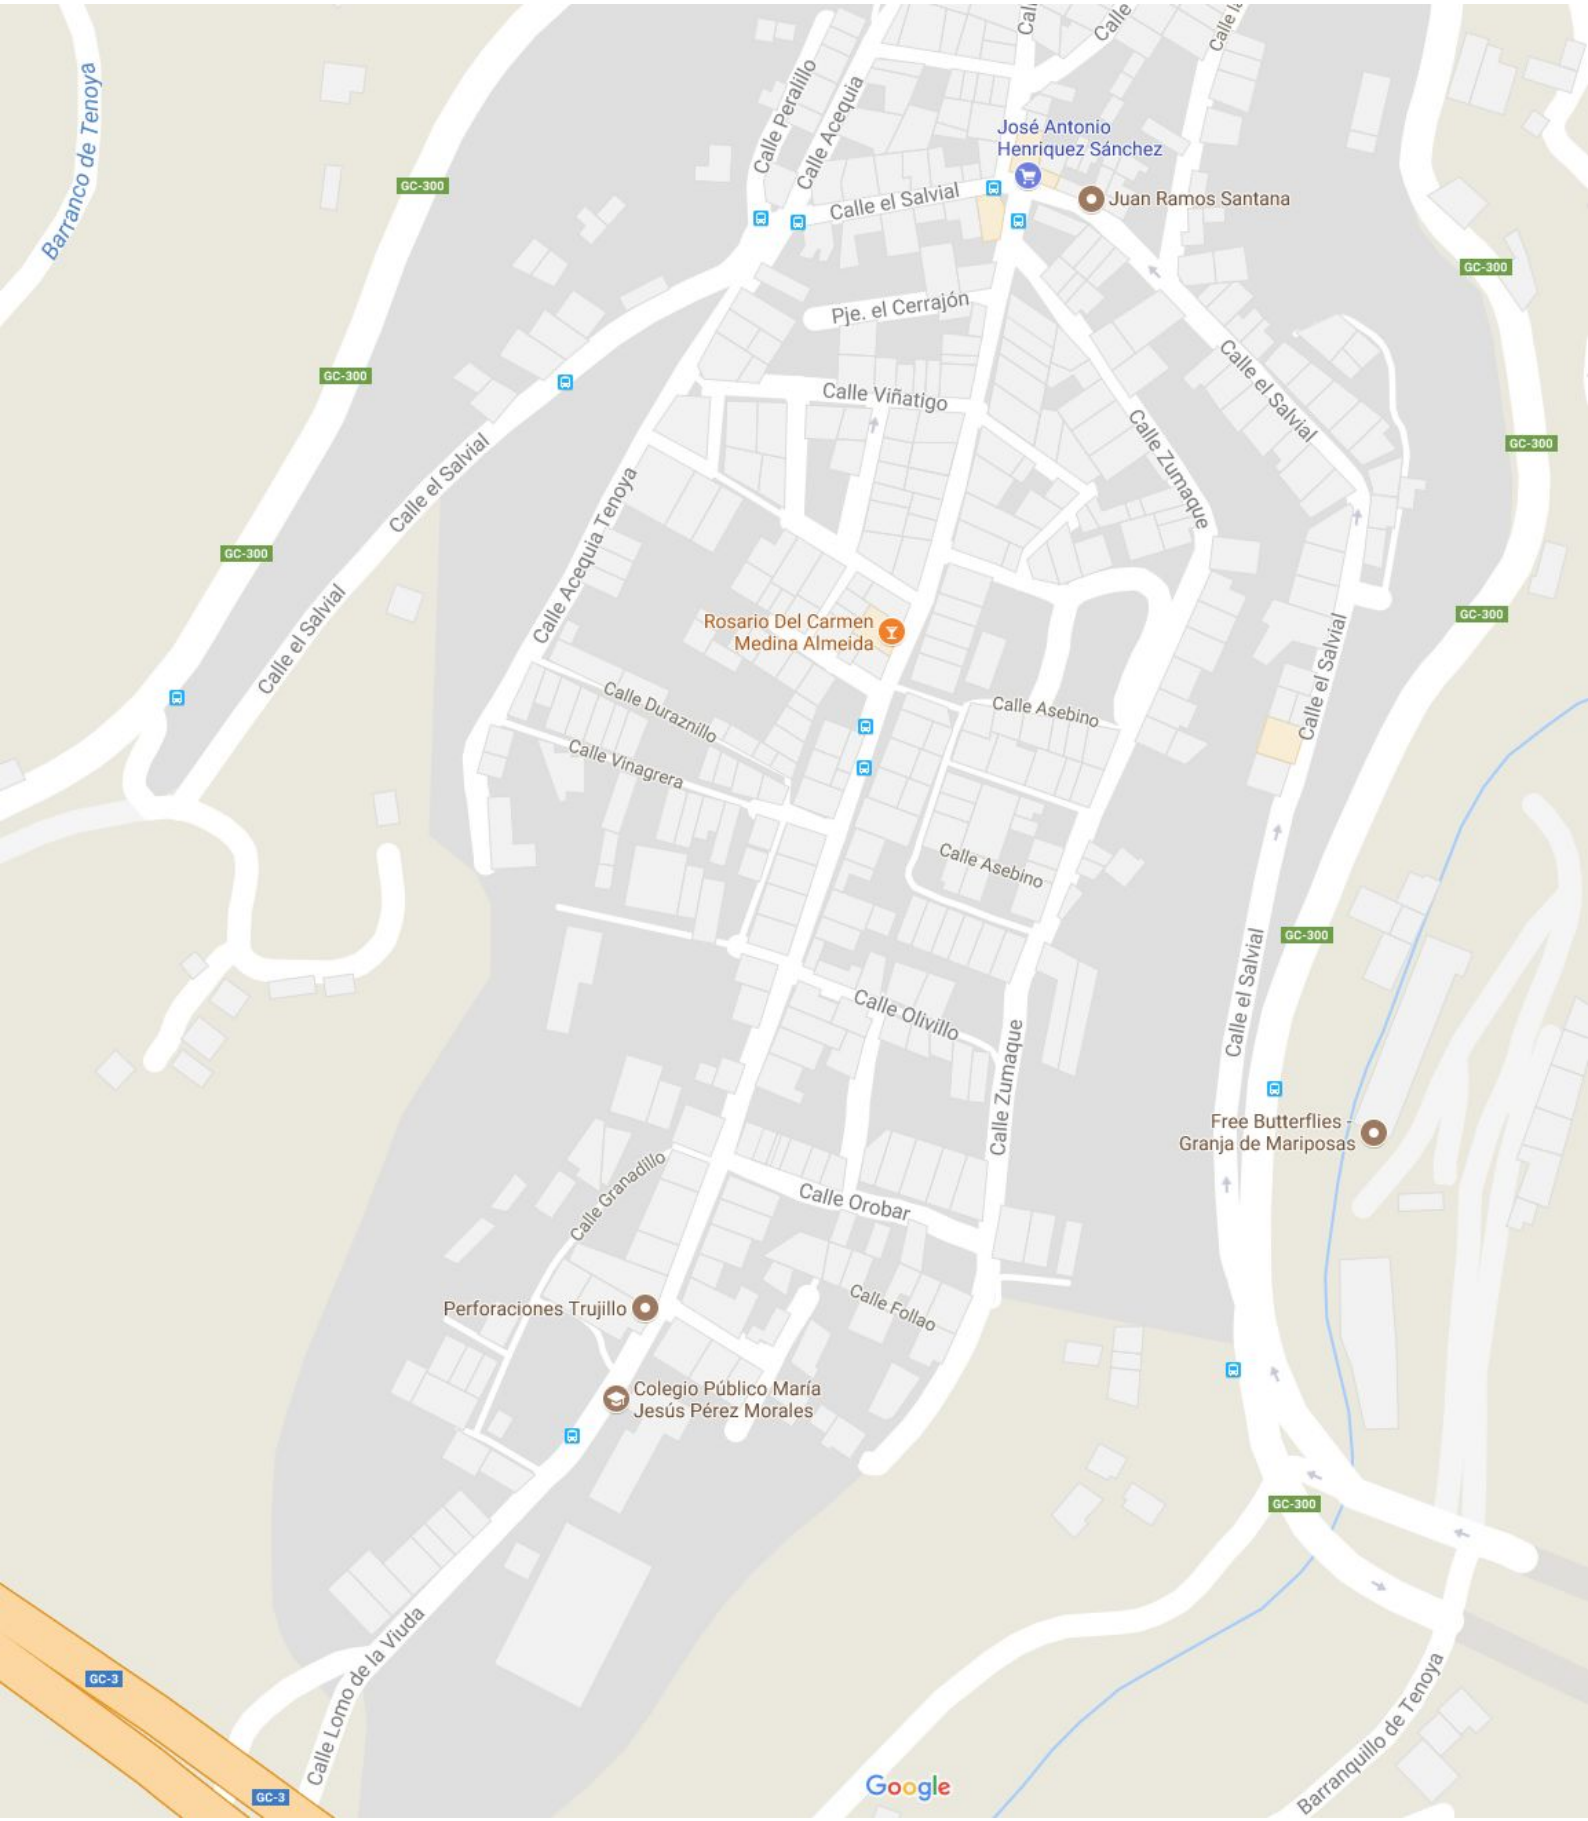 Calle
Calle la
Barranco de Tenoya
Calle Peralillo
Calle Acequia
José Antonio
Henriquez Sánchez
GC-300
Calle el Salvial
Juan Ramos Santana
GC-300
Pje. el Cerrajón
GC-300
Calle el Salvial
Calle Viñatigo
Calle Zumaque
GC-300
Calle el Salvial
Calle Acequia Tenoya
GC-300
Calle el Salvial
Rosario Del Carmen
Medina Almeida
GC-300
Calle el Salvial
Calle Duraznillo
Calle Asebino
Calle Vinagrera
Calle Asebino
GC-300
Calle el Salvial
Calle Olivillo
Calle Zumaque
Free Butterflies -
Granja de Mariposas
Calle Granadillo
Calle Orobar
Perforaciones Trujillo
Calle Follao
Colegio Público María
Jesús Pérez Morales
GC-300
Calle Lomo de la Viuda
GC-3
Barranquillo de Tenoya
GC-3
Google